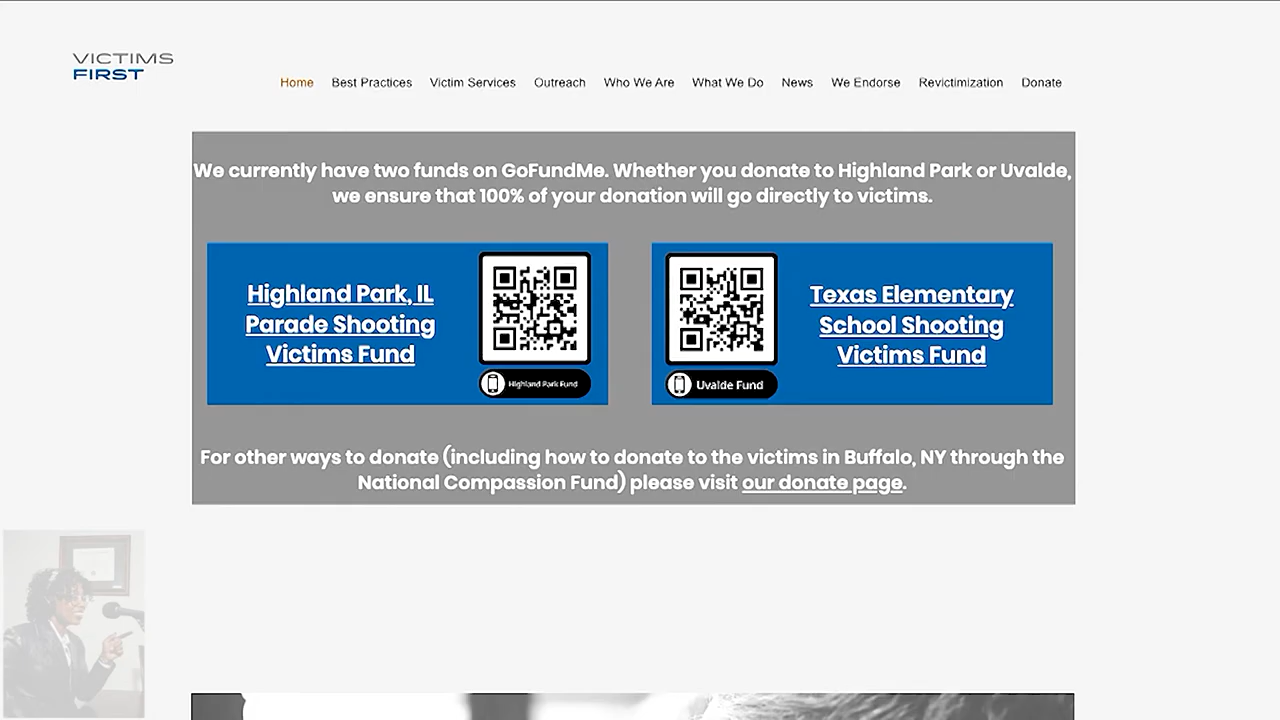 VICTIMS
FIRST
Home Best Practices Victim Services Outreach Who We Are What We Do News We Endorse Revictimization Donate
We currently have two funds on GoFundMe. Whether you donate to Highland Park or Uvalde,
we ensure that 100% of your donation will go directly to victims.
Highland Park, IL
Parade Shooting
Victims Fund
Highland Park Fund
Texas Elementary
School Shooting
Victims Fund
Uvalde Fund
For other ways to donate (including how to donate to the victims in Buffalo, NY through the
National Compassion Fund) please visit our donate page.